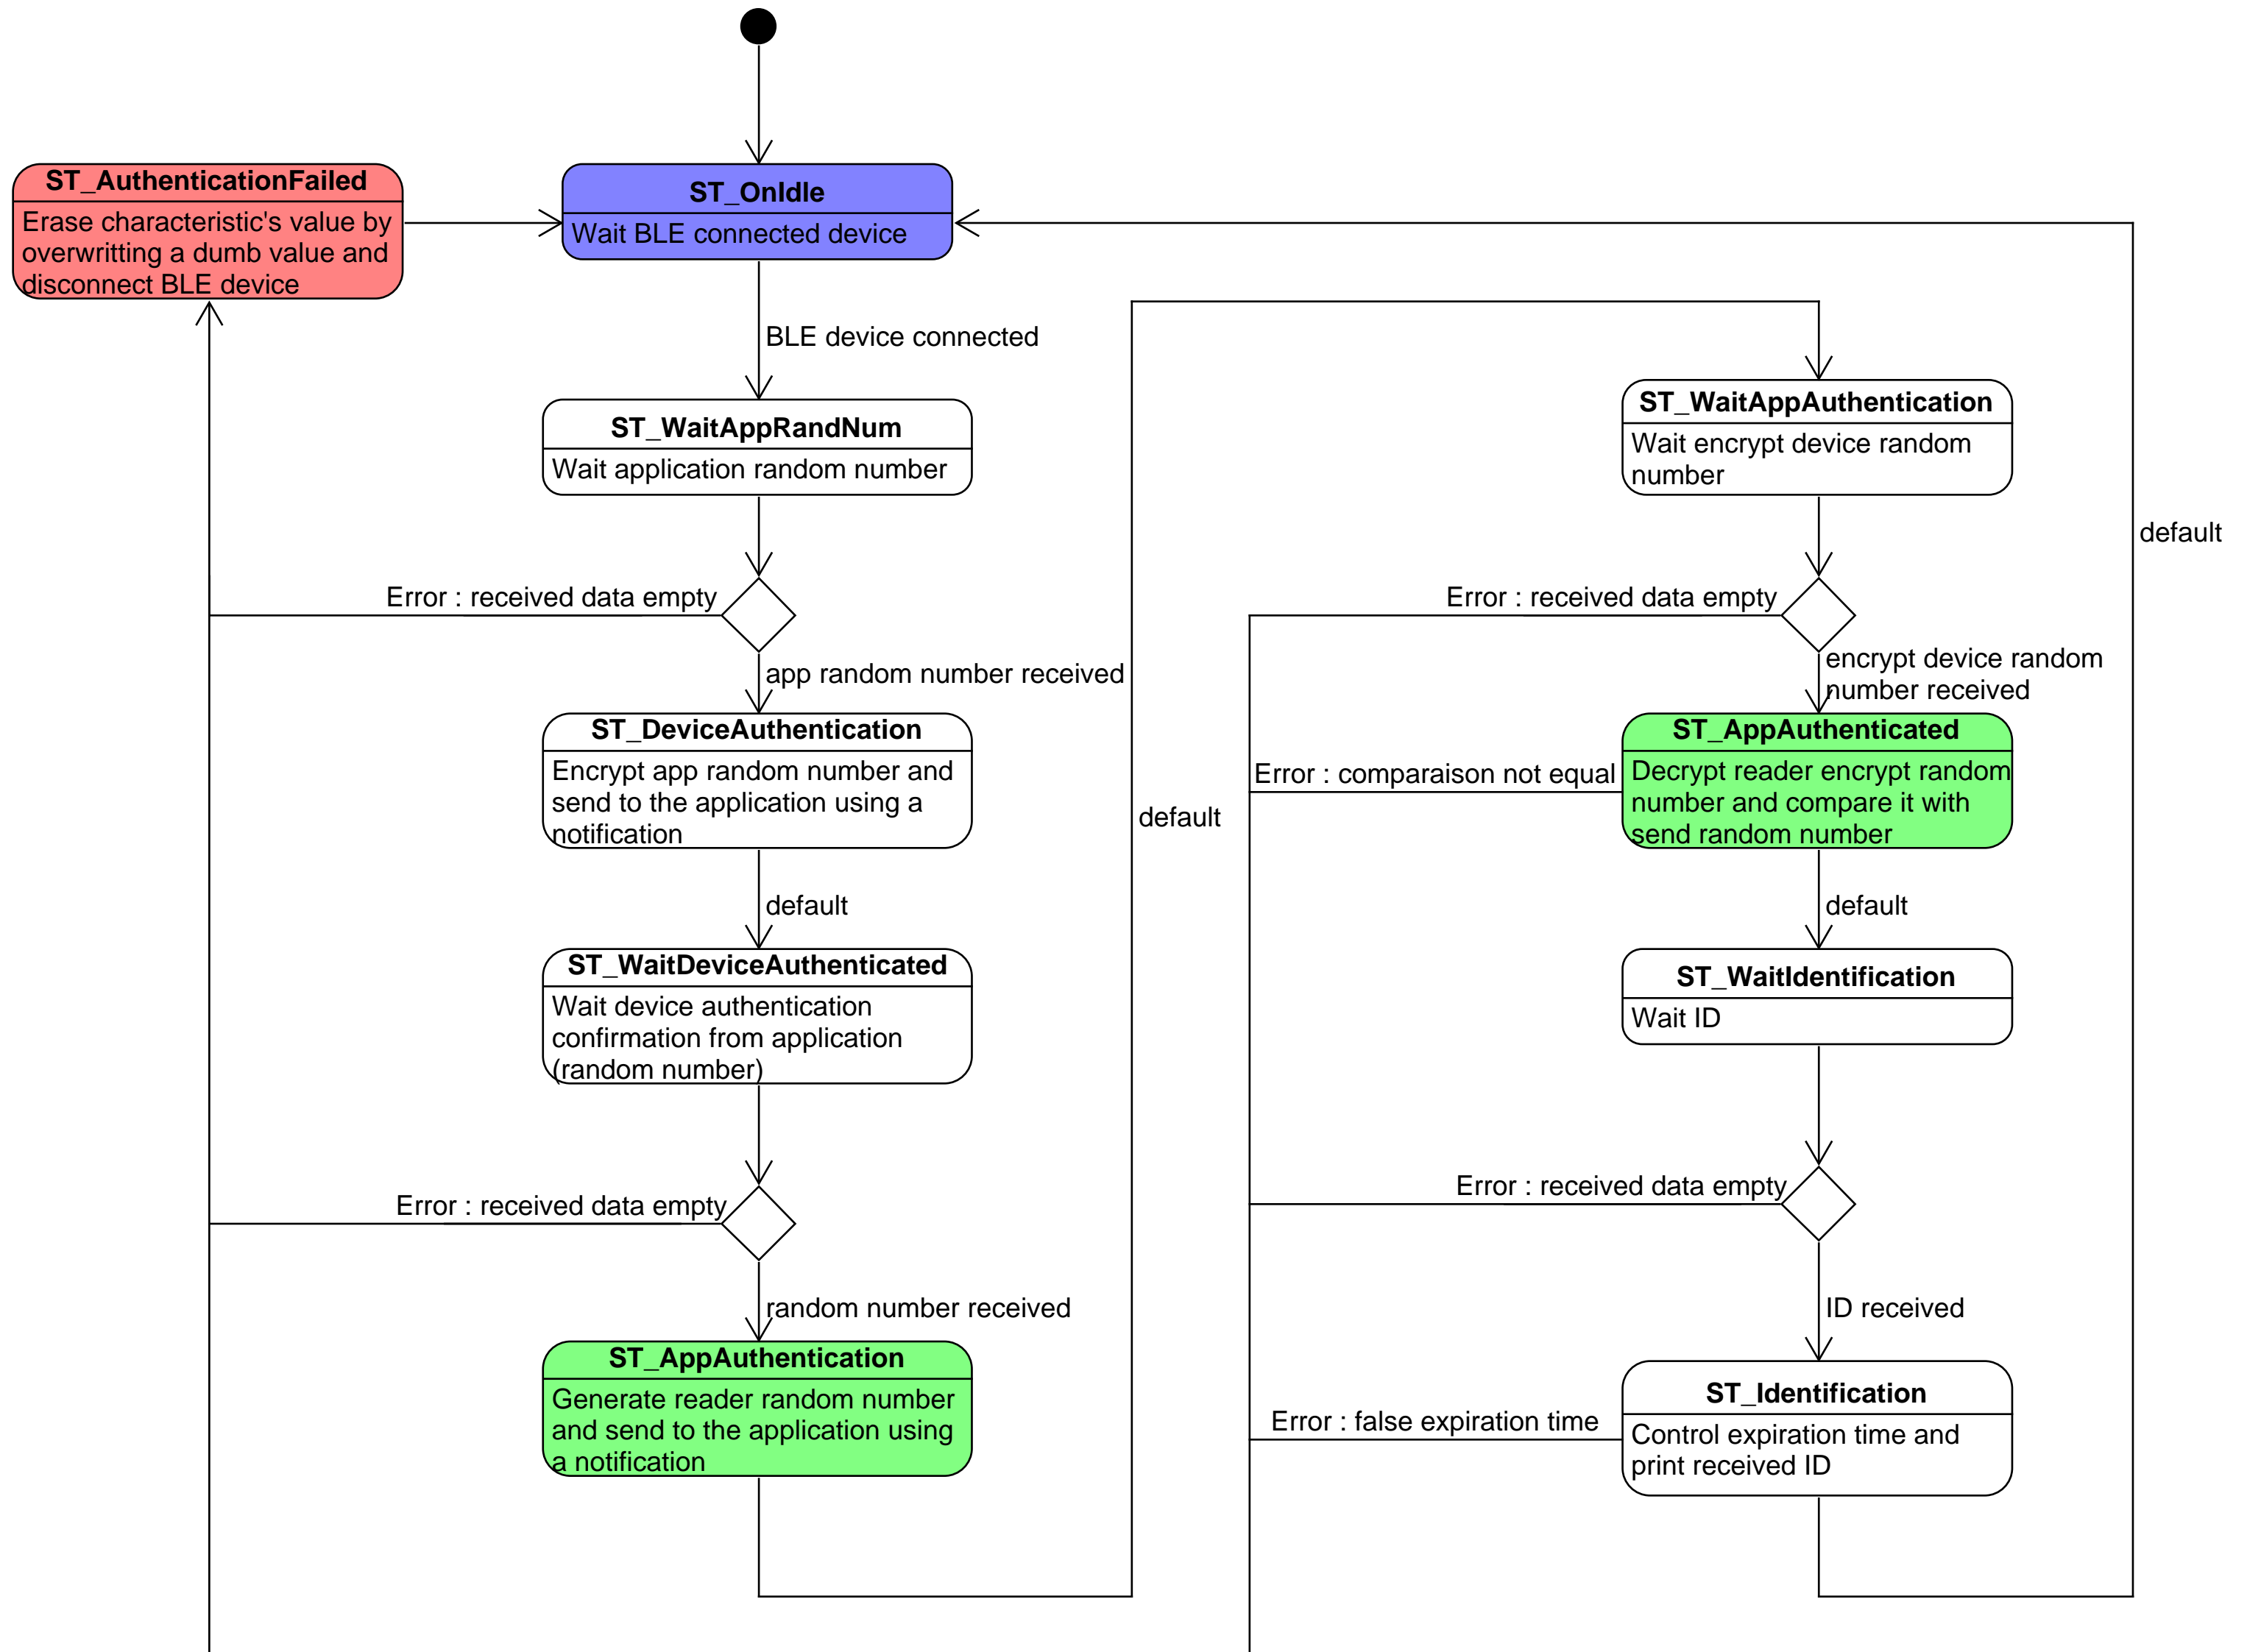 ST_AuthenticationFailed
Erase characteristic's value by
overwritting a dumb value and
disconnect BLE device
ST_OnIdle
Wait BLE connected device
BLE device connected
ST_WaitAppRandNum
Wait application random number
Error : received data empty
app random number received
ST_DeviceAuthentication
Encrypt app random number and
send to the application using a
notification
default
ST_WaitDeviceAuthenticated
Wait device authentication
confirmation from application
(random number)
Error : received data empty
random number received
ST_AppAuthentication
Generate reader random number
and send to the application using
a notification
default
ST_WaitAppAuthentication
Wait encrypt device random
number
Error : received data empty
encrypt device random
number received
ST_AppAuthenticated
Decrypt reader encrypt random
number and compare it with
send random number
Error : comparaison not equal
default
ST_WaitIdentification
Wait ID
Error : received data empty
ID received
ST_Identification
Control expiration time and
print received ID
Error : false expiration time
default